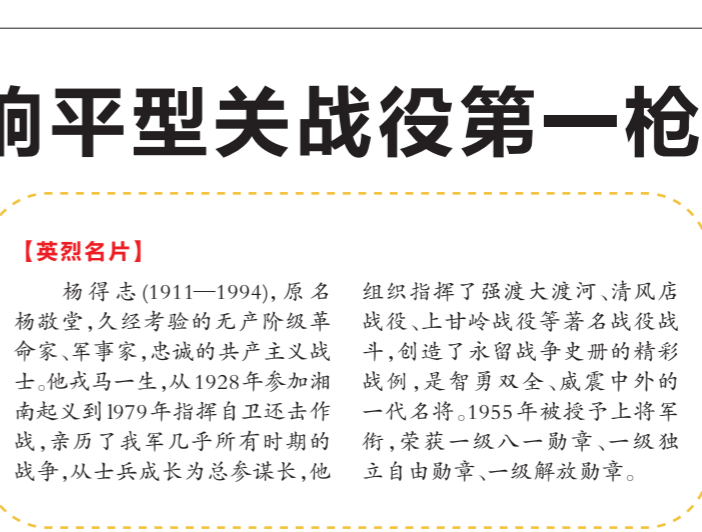 响平型关战役第一枪
【英烈名片】
杨得志(1911—1994),原名
杨敬堂,久经考验的无产阶级革
命家、军事家,忠诚的共产主义战
士。他戎马一生,从1928年参加湘
南起义到1979年指挥自卫还击作
战,亲历了我军几乎所有时期的
战争,从士兵成长为总参谋长,他
组织指挥了强渡大渡河、清风店
战役、上甘岭战役等著名战役战
斗,创造了永留战争史册的精彩
战例,是智勇双全、威震中外的
一代名将。1955年被授予上将军
衔,荣获一级八一勋章、一级独
立自由勋章、一级解放勋章。